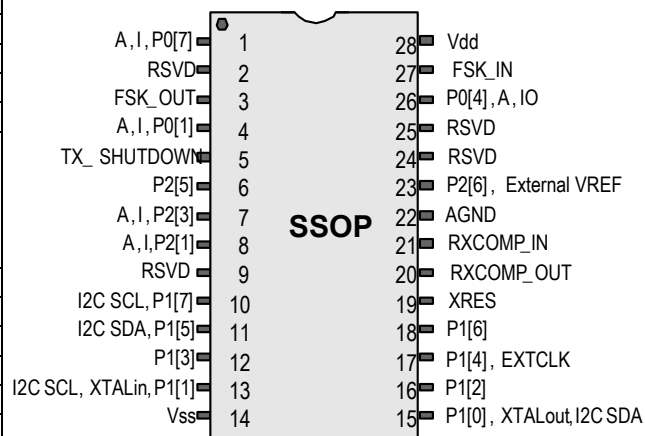 A,I,P0[7] 1 28 Vdd
RSVD 2 27 FSK_IN
FSK_OUT 3 26 P0[4],A,IO
A,I,P0[1] 4 25 RSVD
TX_ SHUTDOWN 5 24 RSVD
P2[5] 6 23 P2[6], External VREF
A,I,P2[3] 7 22 AGND
SSOP
A,I,P2[1] 8 21 RXCOMP_IN
RSVD 9 20 RXCOMP_OUT
I2C SCL,P1[7] 10 19 XRES
I2C SDA,P1[5] 11 18 P1[6]
P1[3] 12 17 P1[4], EXTCLK
I2C SCL, XTALin,P1[1] 13 16 P1[2]
Vss 14 15 P1[0], XTALout,I2C SDA